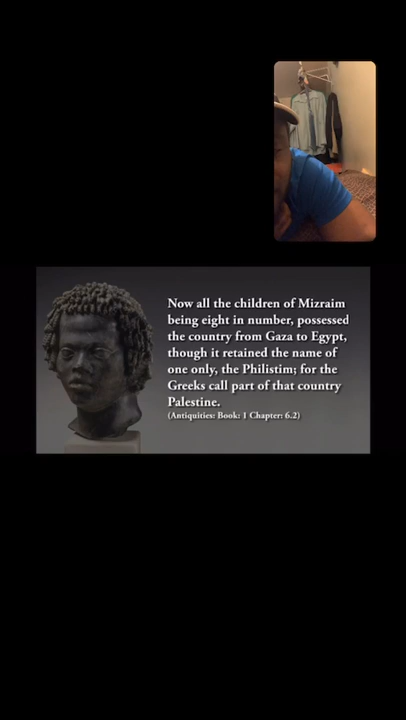 Now all the children of Mizraim
being eight in number, possessed
the country from Gaza to Egypt,
though it retained the name of
one only, the Philistim; for the
Greeks call part of that country
Palestine.
(Antiquities: Book: 1 Chapter: 6.2)